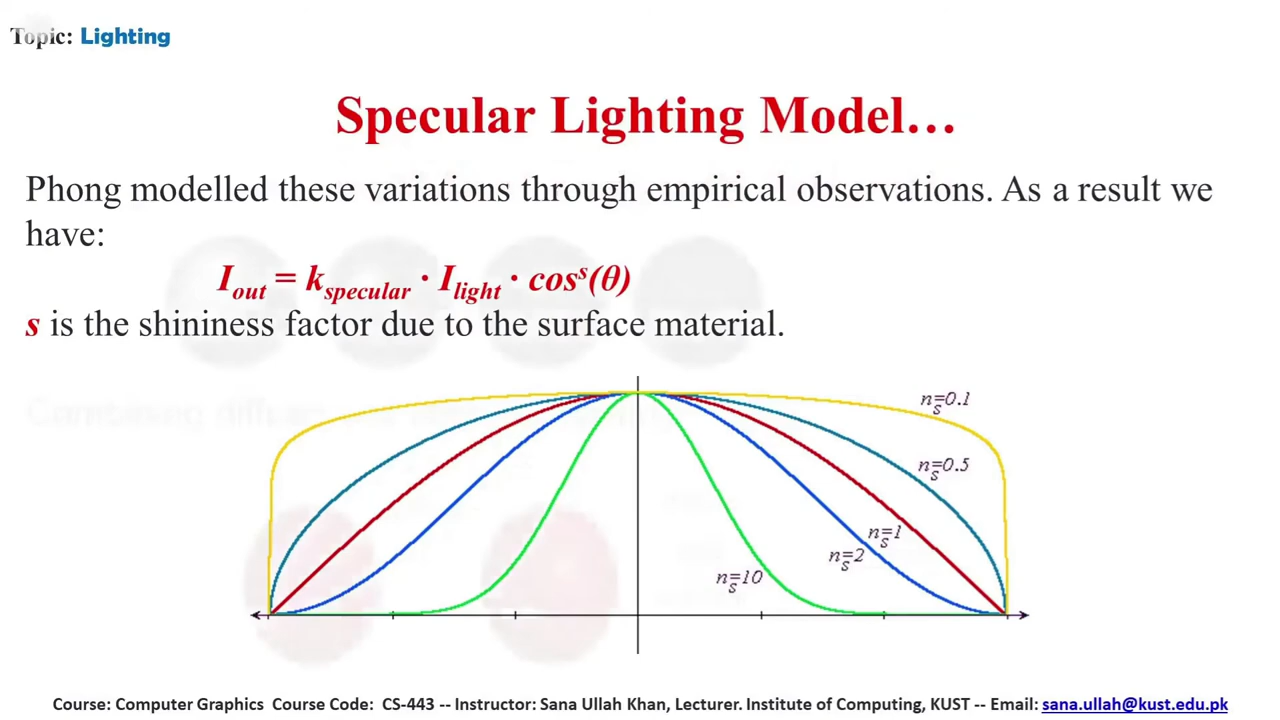 Topic: Lighting
Specular Lighting Model…
Phong modelled these variations through empirical observations. As a result we
have:
I_out = k_specular · I_light · cos^s(θ)
s is the shininess factor due to the surface material.
n_s=0.1
n_s=0.5
n_s=1
n_s=2
n_s=10
Course: Computer Graphics Course Code: CS-443 -- Instructor: Sana Ullah Khan, Lecturer. Institute of Computing, KUST -- Email: sana.ullah@kust.edu.pk